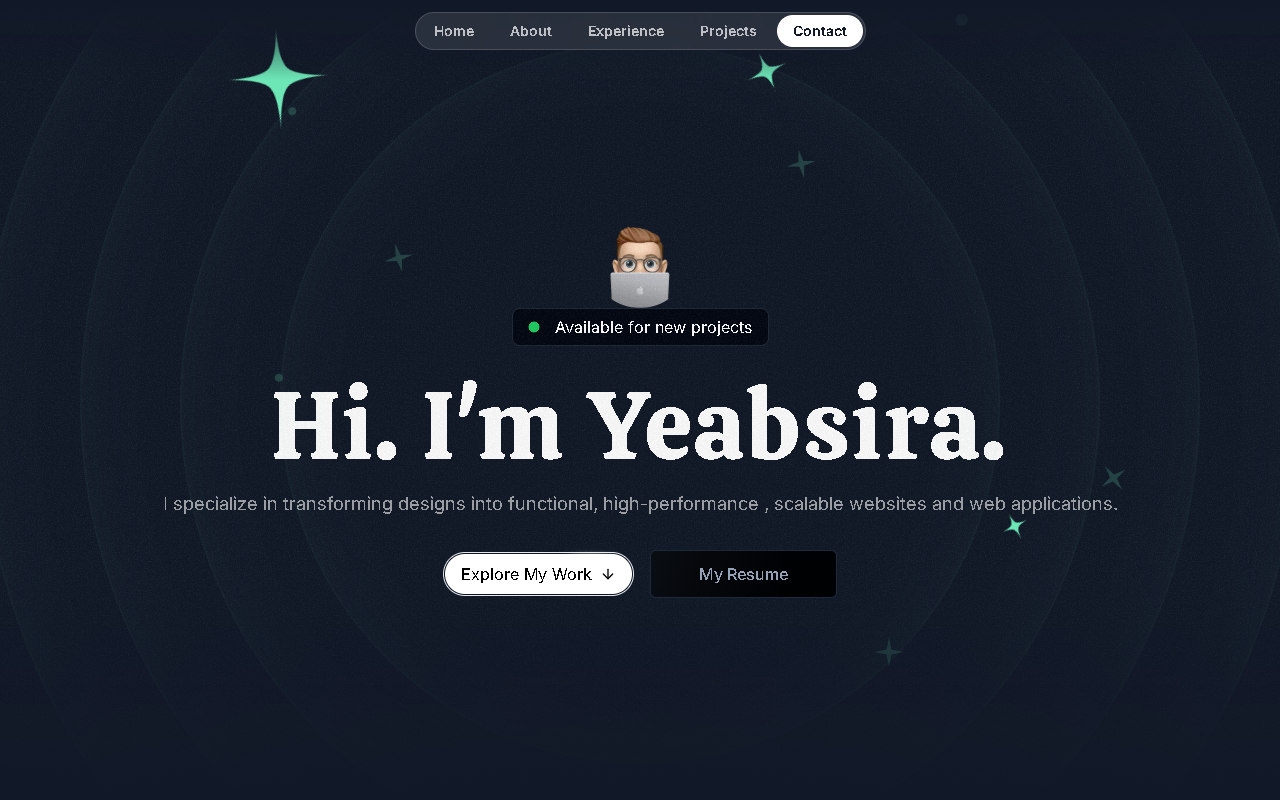 Home About Experience Projects Contact
Available for new projects
Hi. I'm Yeabsira.
I specialize in transforming designs into functional, high-performance , scalable websites and web applications.
Explore My Work ↓ My Resume